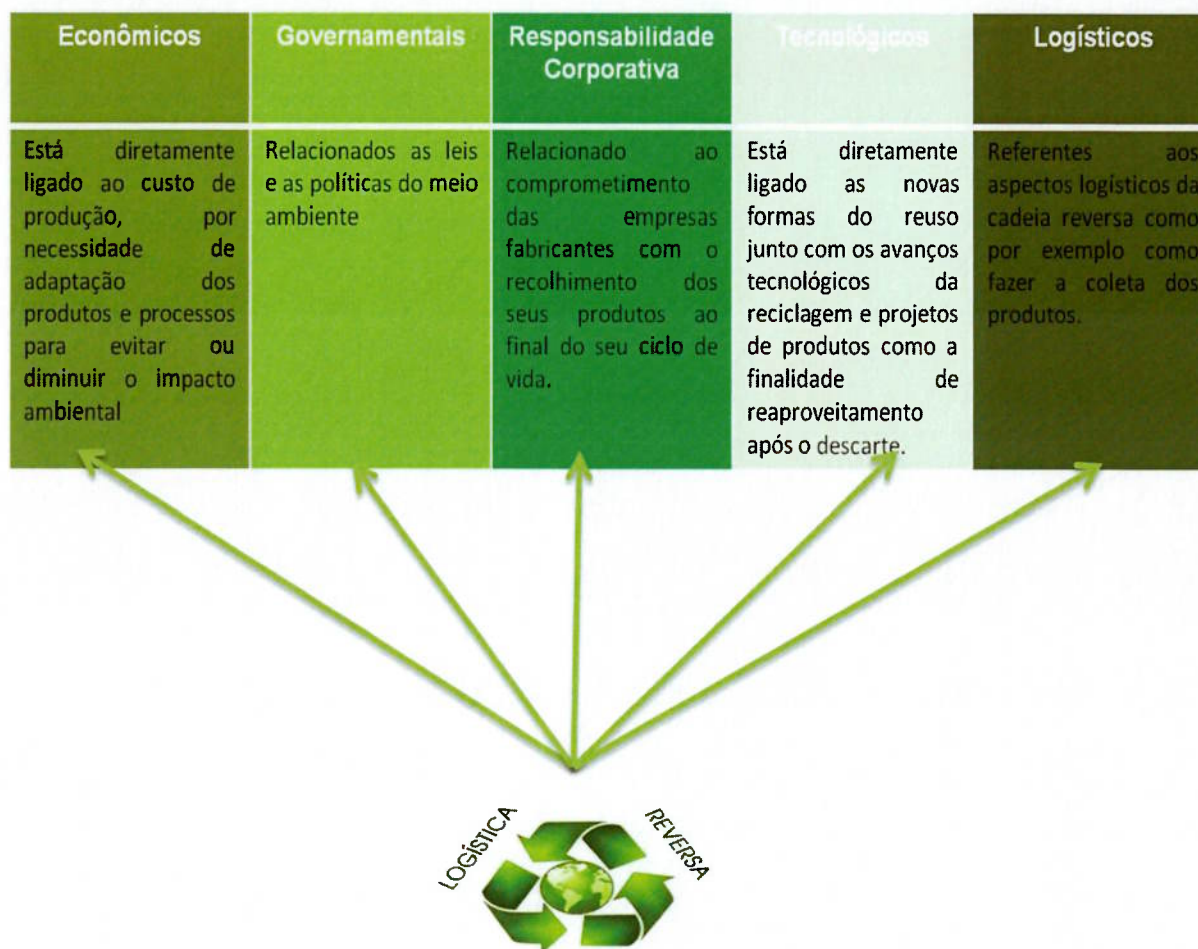 Econômicos
Está diretamente
ligado ao custo de
produção, por
necessidade de
adaptação dos
produtos e processos
para evitar ou
diminuir o impacto
ambiental
Governamentais
Relacionados as leis
e as políticas do meio
ambiente
Responsabilidade
Corporativa
Relacionado ao
comprometimento
das empresas
fabricantes com o
recolhimento dos
seus produtos ao
final do seu ciclo de
vida.
Tecnológicos
Está diretamente
ligado as novas
formas do reuso
junto com os avanços
tecnológicos da
reciclagem e projetos
de produtos como a
finalidade de
reaproveitamento
após o descarte.
Logísticos
Referentes aos
aspectos logísticos da
cadeia reversa como
por exemplo como
fazer a coleta dos
produtos.
LOGÍSTICA REVERSA